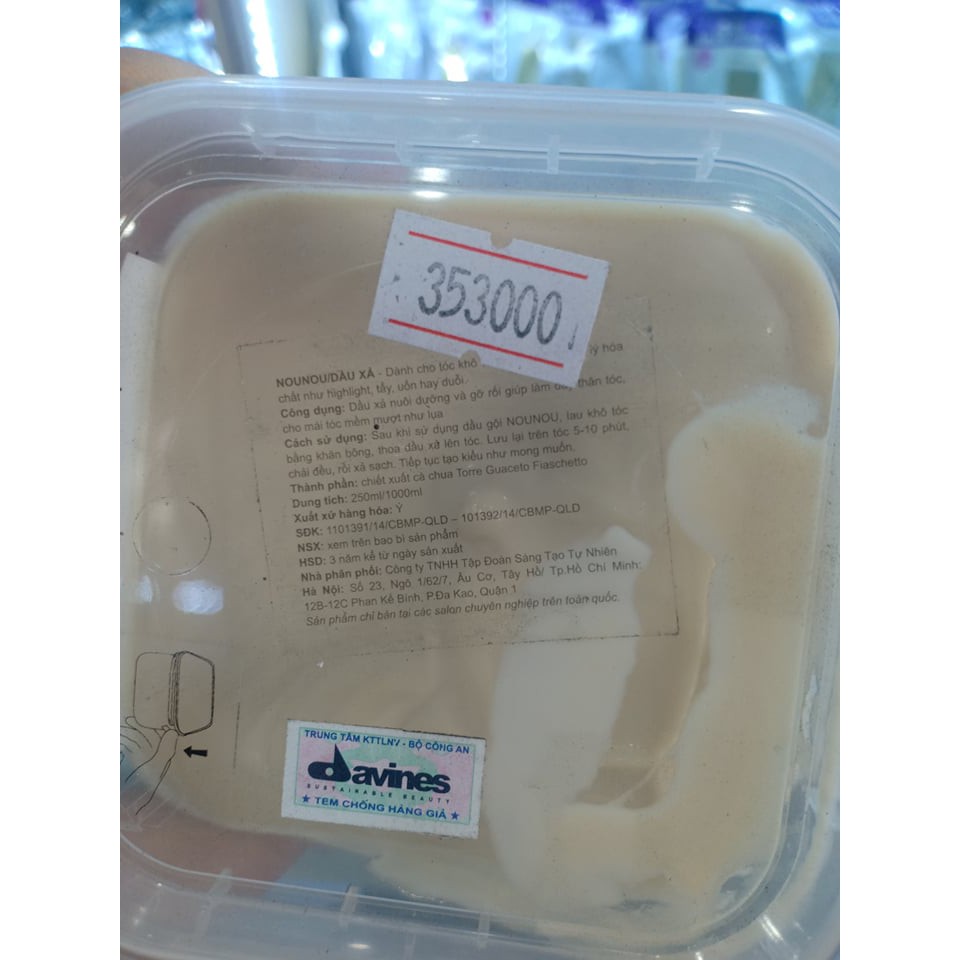 353000
NOUNOU/DẦU XẢ - Dành cho tóc khô lý hóa
chất như highlight, tẩy, uốn hay duỗi.
Công dụng: Dầu xả nuôi dưỡng và gỡ rối giúp làm thân tóc,
cho mái tóc mềm mượt như lụa
Cách sử dụng: Sau khi sử dụng dầu gội NOUNOU, lau khô tóc
bằng khăn bông, thoa dầu xả lên tóc. Lưu lại trên tóc 5-10 phút,
chải đều, rồi xả sạch. Tiếp tục tạo kiểu như mong muốn.
Thành phần: chiết xuất cà chua Torre Guaceto Fiaschetto
Dung tích: 250ml/1000ml
Xuất xứ hàng hóa: Ý
SĐK: 1101391/14/CBMP-QLD – 101392/14/CBMP-QLD
NSX: xem trên bao bì sản phẩm
HSD: 3 năm kể từ ngày sản xuất
Nhà phân phối: Công ty TNHH Tập Đoàn Sáng Tạo Tự Nhiên
Hà Nội: Số 23, Ngõ 1/62/7, Âu Cơ, Tây Hồ/ Tp.Hồ Chí Minh:
12B-12C Phan Kế Bính, P.Đa Kao, Quận 1
Sản phẩm chỉ bán tại các salon chuyên nghiệp trên toàn quốc.
TRUNG TÂM KTTLNV - BỘ CÔNG AN
davines
SUSTAINABLE BEAUTY
★ TEM CHỐNG HÀNG GIẢ ★